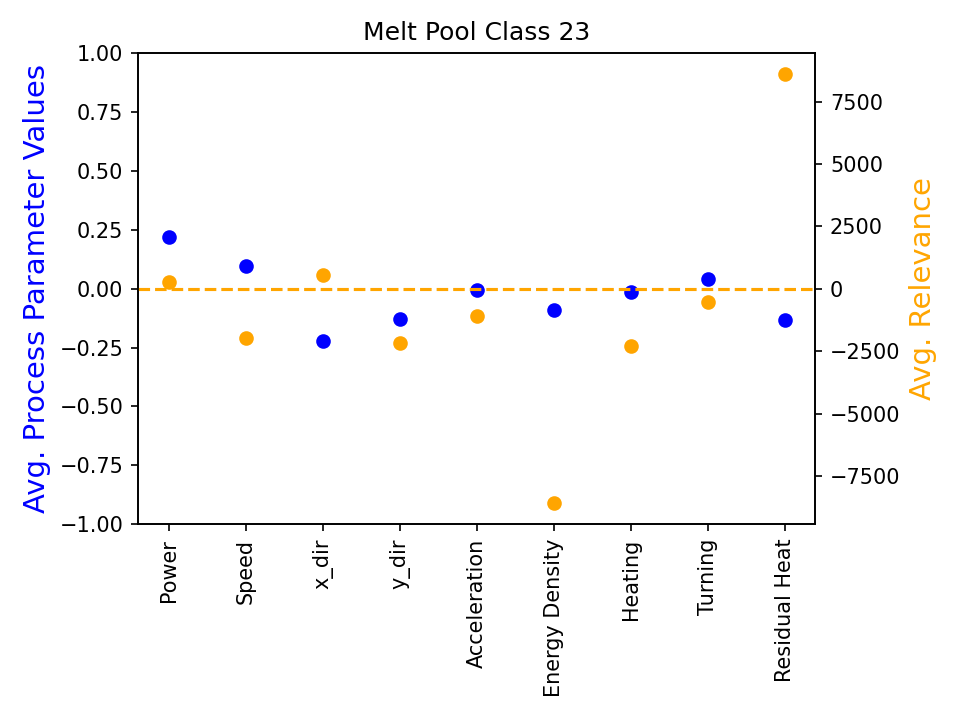 Melt Pool Class 23
Avg. Process Parameter Values
1.00
0.75
0.50
0.25
0.00
−0.25
−0.50
−0.75
−1.00
7500
5000
2500
0
−2500
−5000
−7500
Avg. Relevance
Power
Speed
x_dir
y_dir
Acceleration
Energy Density
Heating
Turning
Residual Heat